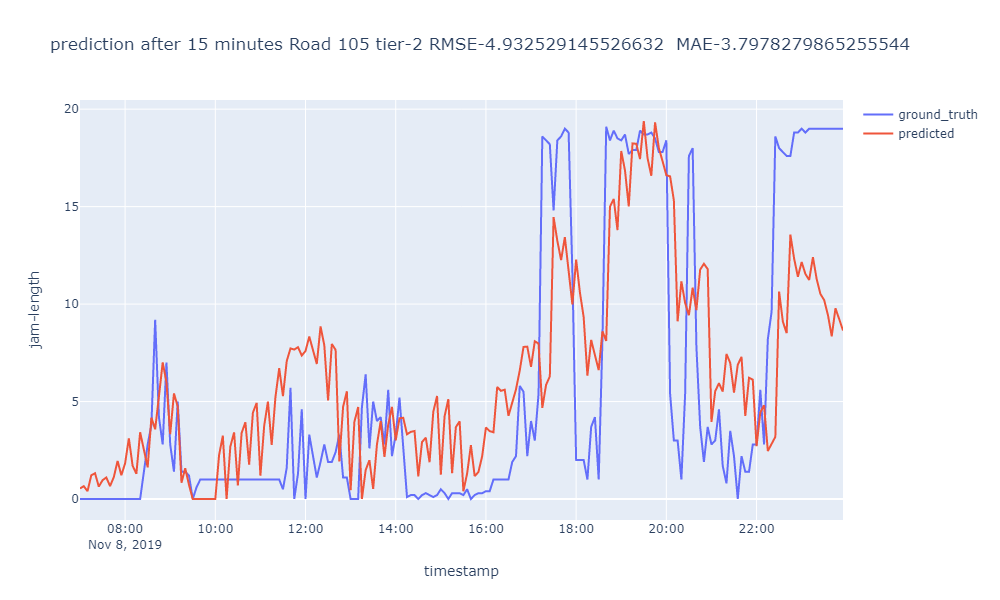 prediction after 15 minutes Road 105 tier-2 RMSE-4.932529145526632  MAE-3.7978279865255544
ground_truth
predicted
20
15
10
5
0
jam-length
08:00 10:00 12:00 14:00 16:00 18:00 20:00 22:00
Nov 8, 2019
timestamp